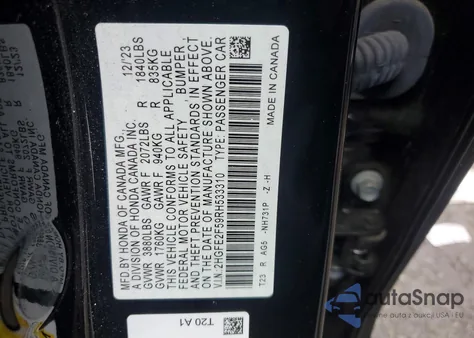 MFD BY HONDA OF CANADA MFG. 12/'23
A DIVISION OF HONDA CANADA INC.
GVWR 3880LBS GAWR F 2072LBS R 1840LBS
GVWR 1760KG GAWR F 940KG R 835KG
THIS VEHICLE CONFORMS TO ALL APPLICABLE
FEDERAL MOTOR VEHICLE SAFETY, BUMPER
AND THEFT PREVENTION STANDARDS IN EFFECT
ON THE DATE OF MANUFACTURE SHOWN ABOVE.
V.I.N: 2HGFE2F59RH533310 TYPE: PASSENGER CAR
T23 R AG5 -NH731P -Z -H
MADE IN CANADA
T20 A1
autoSnap